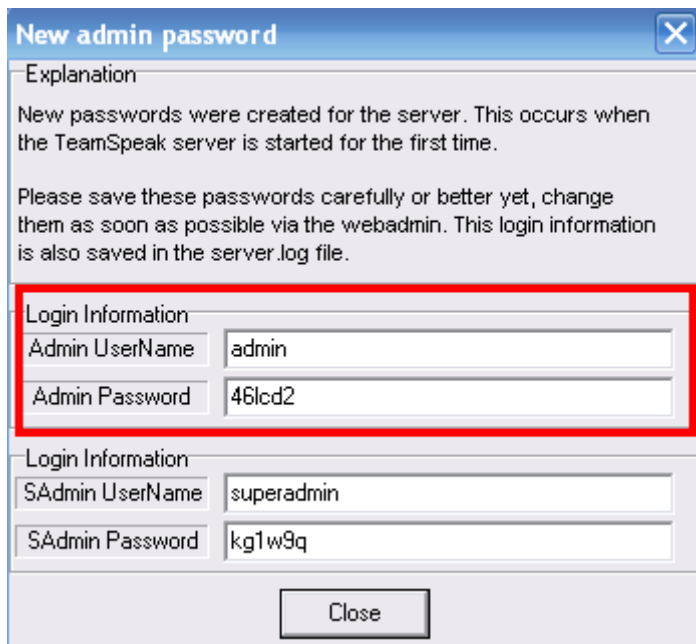 New admin password
Explanation
New passwords were created for the server. This occurs when
the TeamSpeak server is started for the first time.
Please save these passwords carefully or better yet, change
them as soon as possible via the webadmin. This login information
is also saved in the server.log file.
Login Information
Admin UserName admin
Admin Password 46lcd2
Login Information
SAdmin UserName superadmin
SAdmin Password kg1w9q
Close